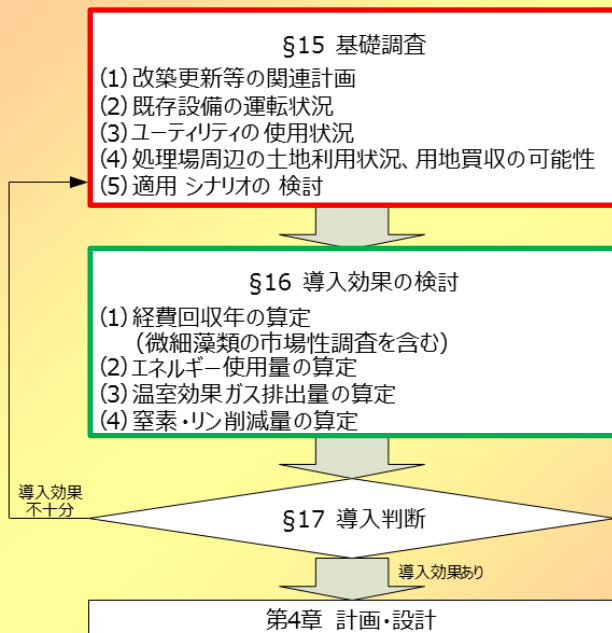 §15 基礎調査
(1)改築更新等の関連計画
(2)既存設備の運転状況
(3)ユーティリティの使用状況
(4)処理場周辺の土地利用状況、用地買収の可能性
(5)適用シナリオの検討
§16 導入効果の検討
(1)経費回収年の算定
(微細藻類の市場性調査を含む)
(2)エネルギー使用量の算定
(3)温室効果ガス排出量の算定
(4)窒素・リン削減量の算定
導入効果
不十分
§17 導入判断
導入効果あり
第4章 計画・設計